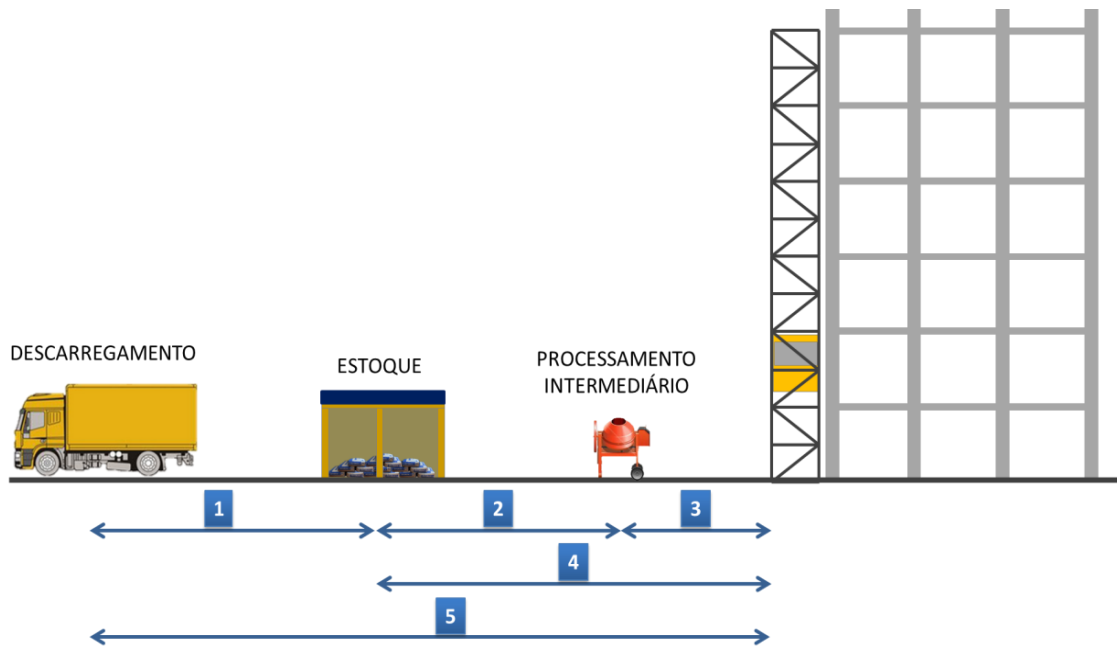 DESCARREGAMENTO
ESTOQUE
PROCESSAMENTO
INTERMEDIÁRIO
1
2
3
4
5